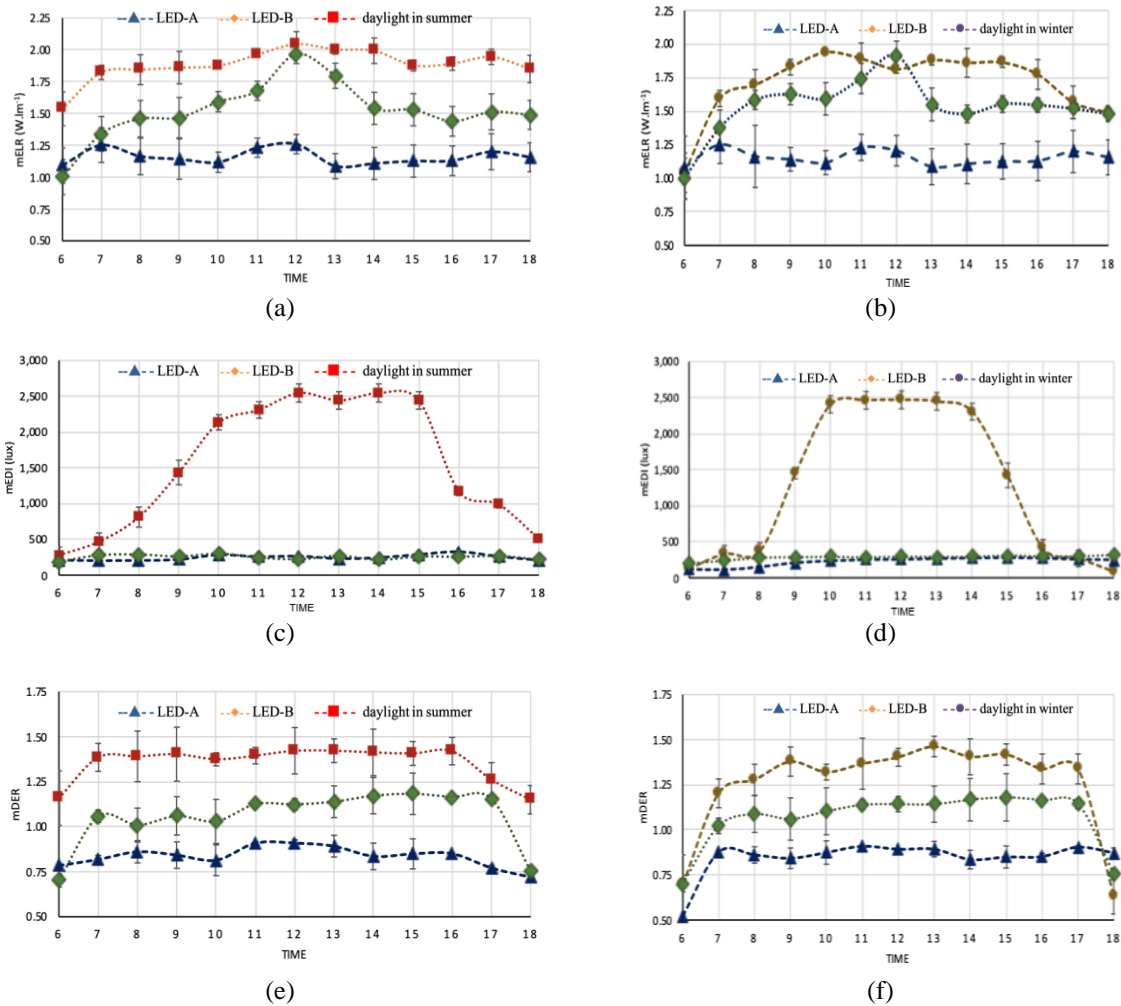 LED-A LED-B daylight in summer
mELR (W.lm⁻¹)
2.25
2.00
1.75
1.50
1.25
1.00
0.75
0.50
6 7 8 9 10 11 12 13 14 15 16 17 18
TIME
(a)
LED-A LED-B daylight in winter
mELR (W.lm⁻¹)
2.25
2.00
1.75
1.50
1.25
1.00
0.75
0.50
6 7 8 9 10 11 12 13 14 15 16 17 18
TIME
(b)
LED-A LED-B daylight in summer
mEDI (lux)
3,000
2,500
2,000
1,500
1,000
500
0
6 7 8 9 10 11 12 13 14 15 16 17 18
TIME
(c)
LED-A LED-B daylight in winter
mEDI (lux)
3,000
2,500
2,000
1,500
1,000
500
0
6 7 8 9 10 11 12 13 14 15 16 17 18
TIME
(d)
LED-A LED-B daylight in summer
mDER
1.75
1.50
1.25
1.00
0.75
0.50
6 7 8 9 10 11 12 13 14 15 16 17 18
TIME
(e)
LED-A LED-B daylight in winter
mDER
1.75
1.50
1.25
1.00
0.75
0.50
6 7 8 9 10 11 12 13 14 15 16 17 18
TIME
(f)